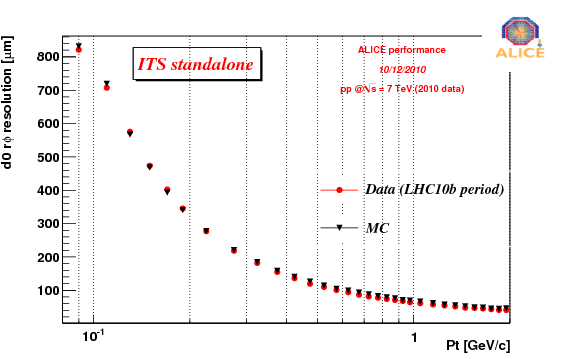 ITS standalone
ALICE performance
10/12/2010
pp @ √s = 7 TeV (2010 data)
ALICE
d0 rϕ resolution [μm]
800
700
600
500
400
300
200
100
Data (LHC10b period)
MC
10⁻¹
1
Pt [GeV/c]